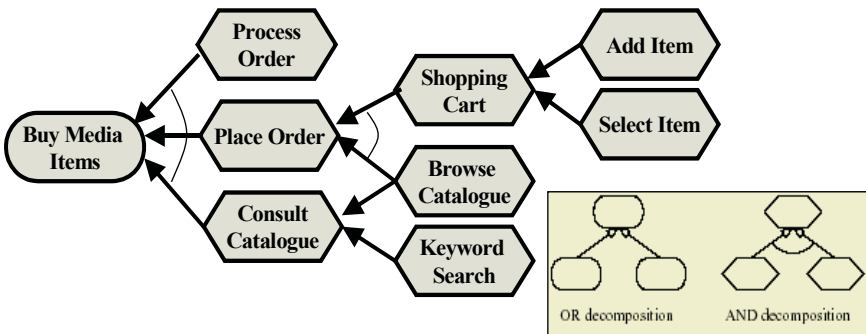 Process
Order
Add Item
Shopping
Cart
Buy Media
Items
Place Order
Select Item
Browse
Catalogue
Consult
Catalogue
Keyword
Search
OR decomposition
AND decomposition